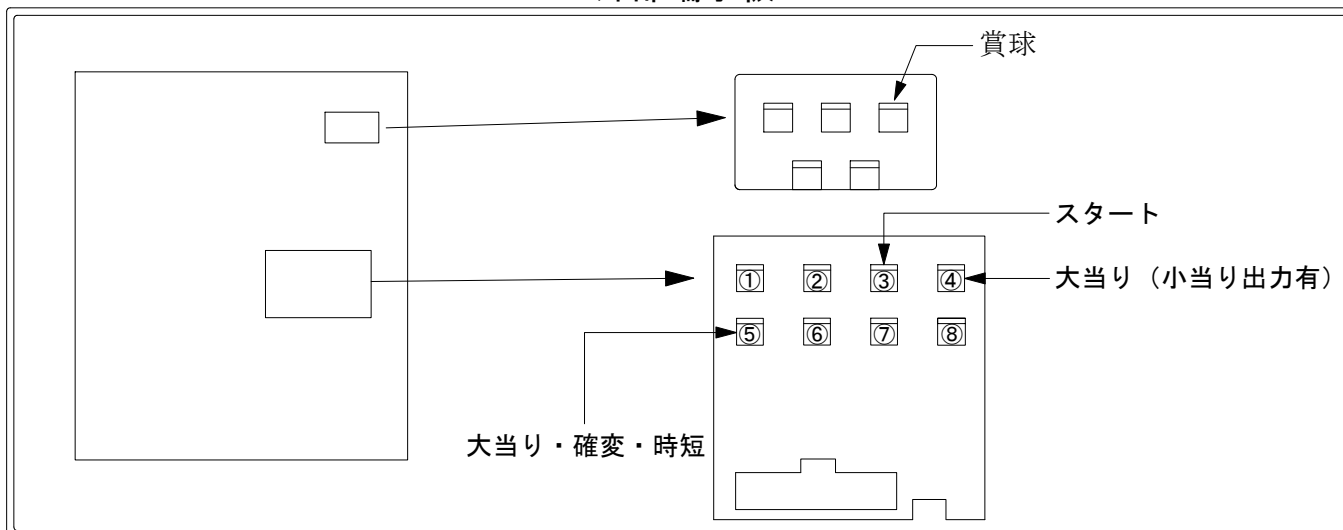 賞球
スタート
① ② ③ ④
大当り（小当り出力有）
⑤ ⑥ ⑦ ⑧
大当り・確変・時短